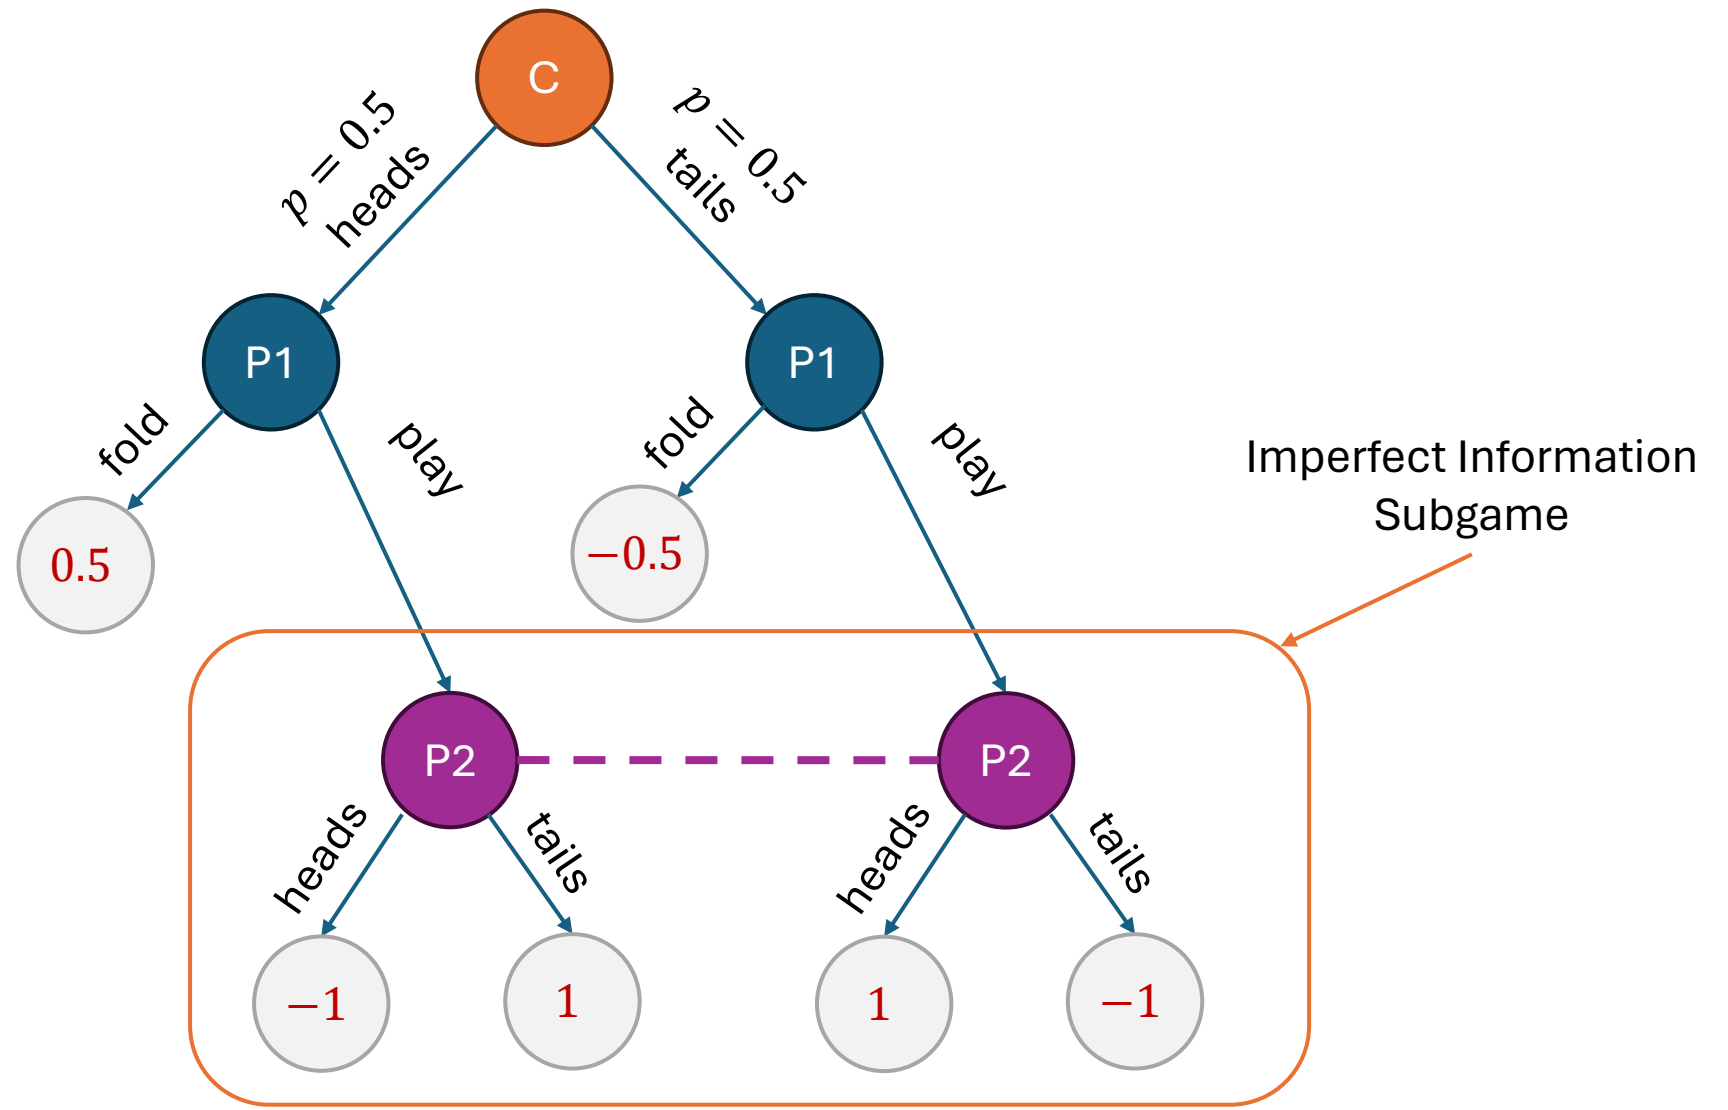 C
p = 0.5
heads
p = 0.5
tails
P1
P1
fold
play
fold
play
0.5
−0.5
Imperfect Information
Subgame
P2
P2
heads
tails
heads
tails
−1
1
1
−1